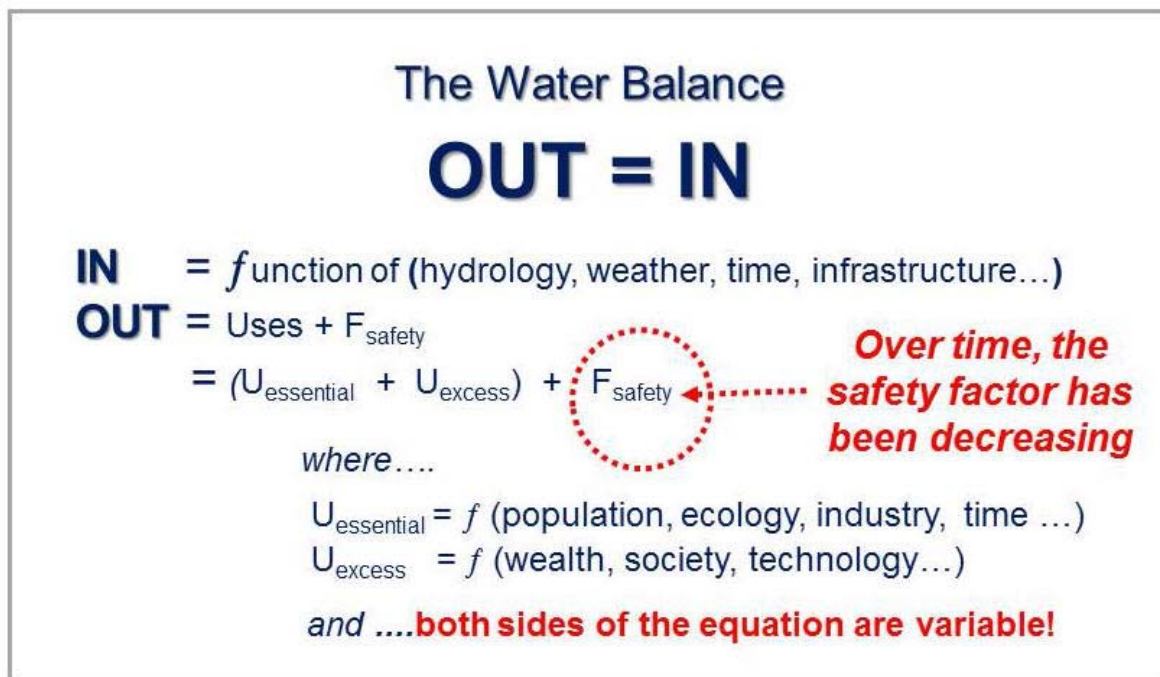 The Water Balance
OUT = IN
IN = function of (hydrology, weather, time, infrastructure…)
OUT = Uses + Fsafety
= (Uessential + Uexcess) + Fsafety
Over time, the
safety factor has
been decreasing
where….
Uessential = f (population, ecology, industry, time …)
Uexcess = f (wealth, society, technology…)
and ….both sides of the equation are variable!